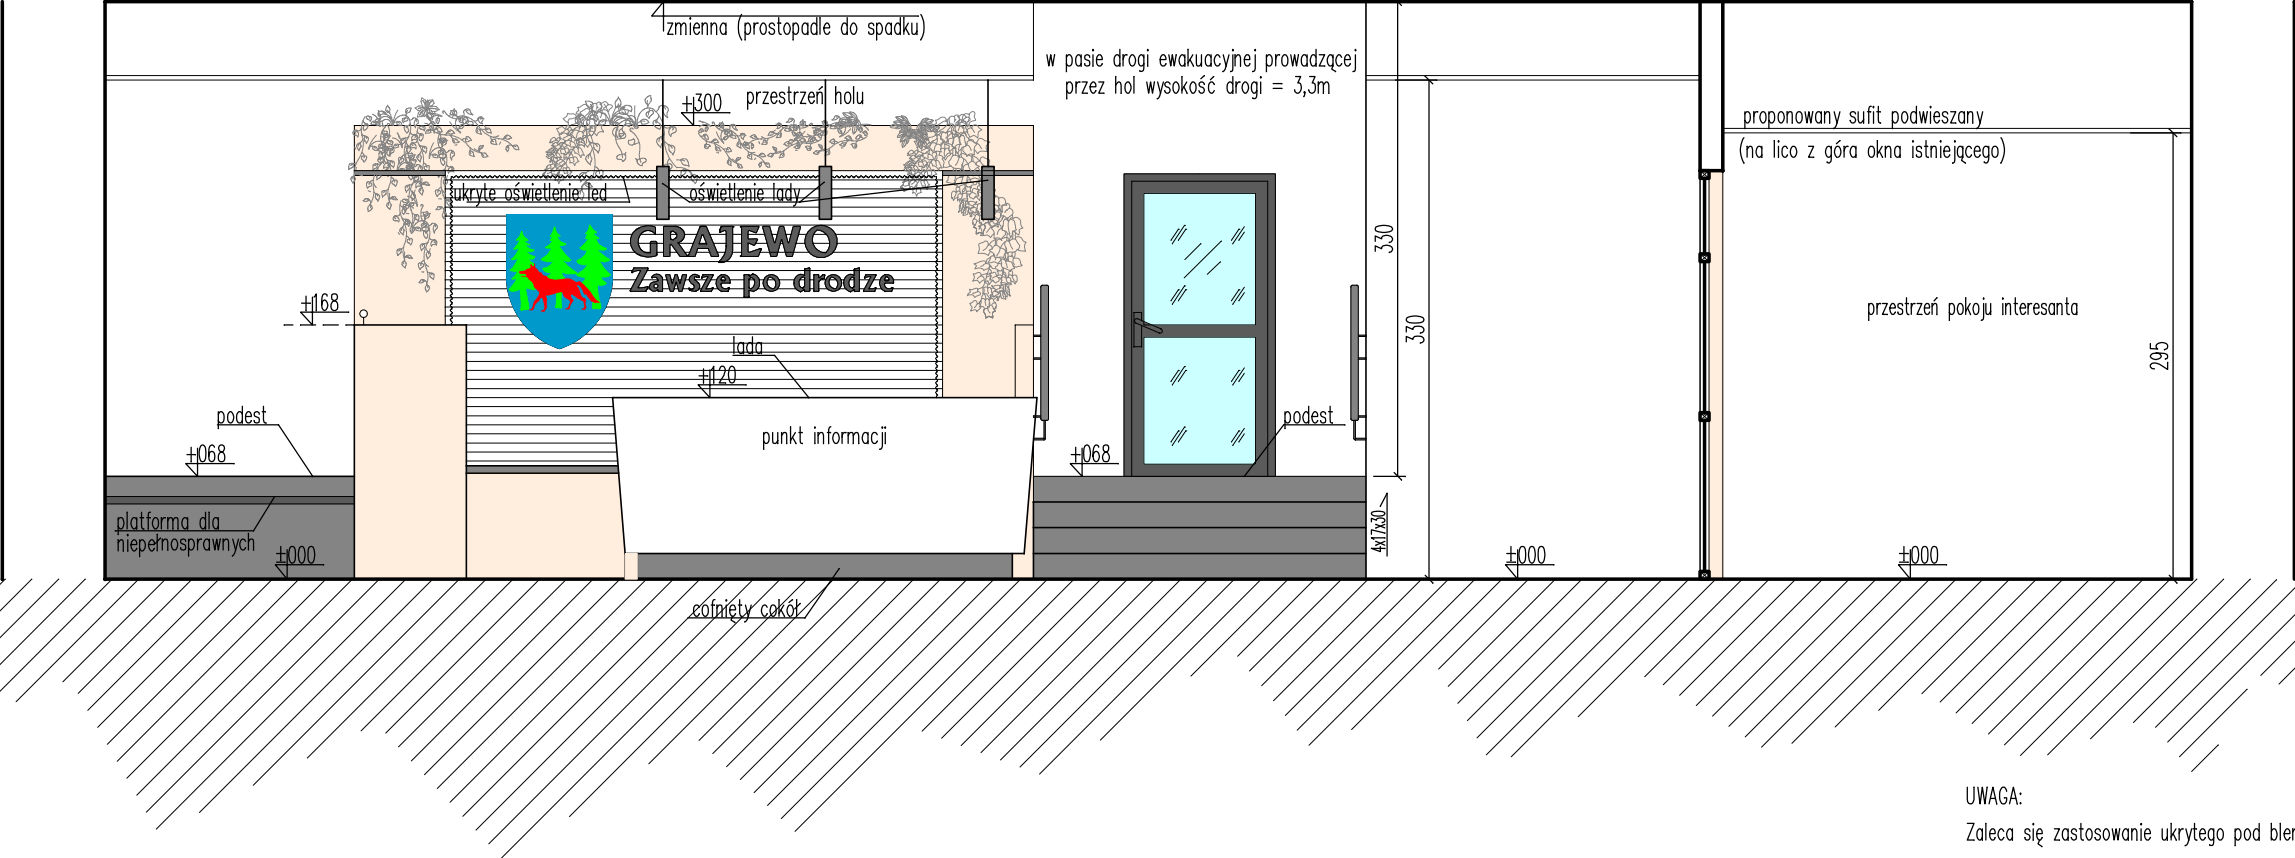 zmienna (prostopadle do spadku)
w pasie drogi ewakuacyjnej prowadzącej
przez hol wysokość drogi = 3,3m
przestrzeń holu
±300
proponowany sufit podwieszany
(na lico z góra okna istniejącego)
ukryte oświetlenie led
oświetlenie lady
GRAJEWO
Zawsze po drodze
330
330
295
±168
przestrzeń pokoju interesanta
lada
±120
punkt informacji
podest
±068
podest
±068
4x17x30
platforma dla
niepełnosprawnych
±000
±000
±000
cofnięty cokół
UWAGA:
Zaleca się zastosowanie ukrytego pod